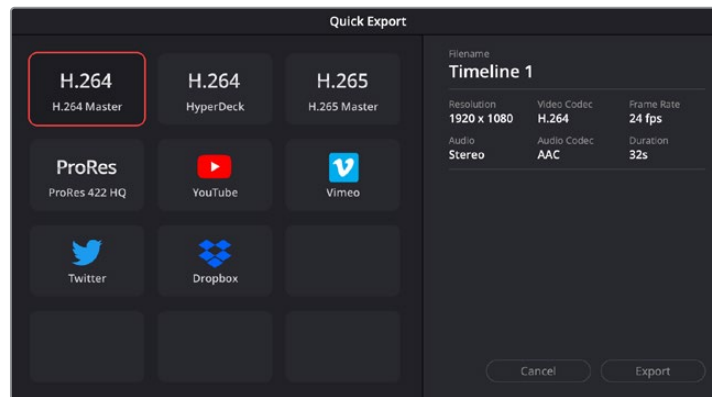 Quick Export
H.264
H.264 Master
H.264
HyperDeck
H.265
H.265 Master
ProRes
ProRes 422 HQ
YouTube
Vimeo
Twitter
Dropbox
Filename
Timeline 1
Resolution Video Codec Frame Rate
1920 x 1080 H.264 24 fps
Audio Audio Codec Duration
Stereo AAC 32s
Cancel Export